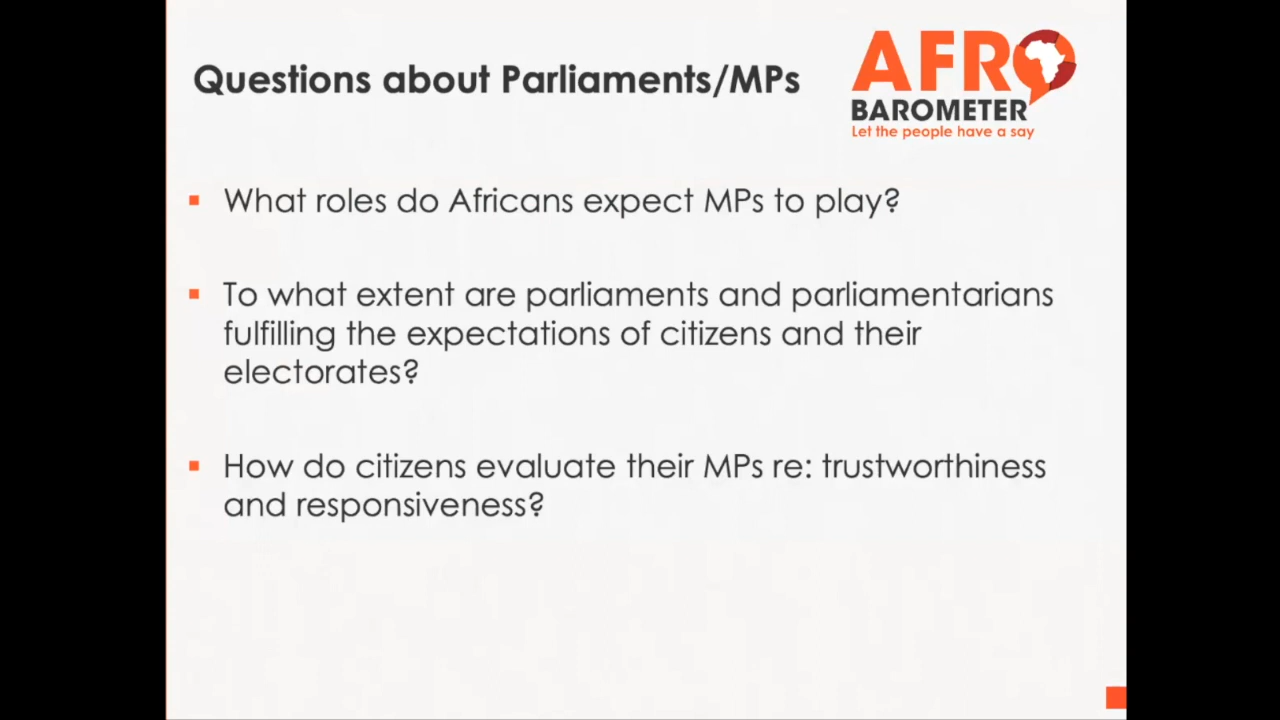 Questions about Parliaments/MPs
AFRO
BAROMETER
Let the people have a say
What roles do Africans expect MPs to play?
To what extent are parliaments and parliamentarians
fulfilling the expectations of citizens and their
electorates?
How do citizens evaluate their MPs re: trustworthiness
and responsiveness?